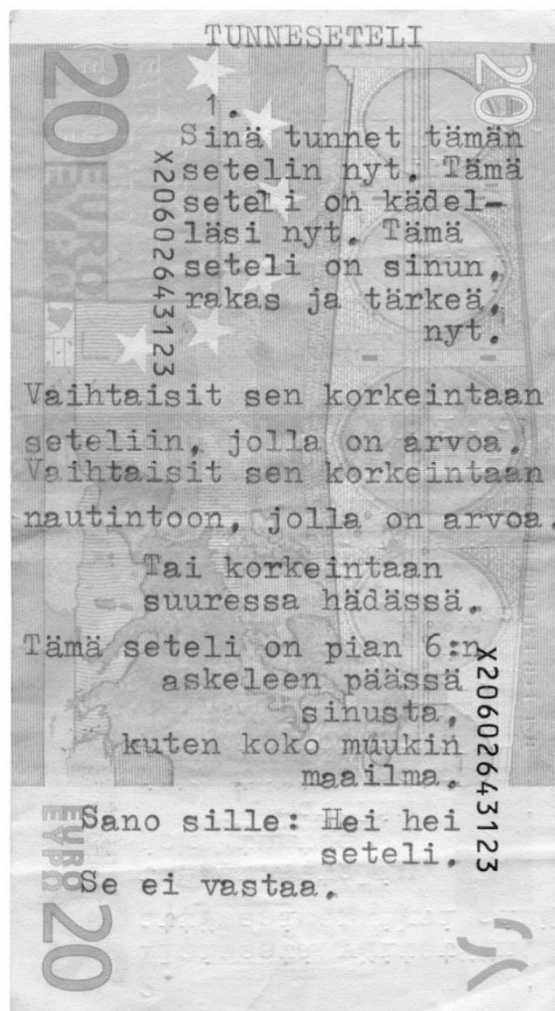 TUNNESETELI
20
20
EURO
ΕΥΡΩ
X20602643123
1.
Sinä tunnet tämän
setelin nyt. Tämä
seteli on kädel-
läsi nyt. Tämä
seteli on sinun,
rakas ja tärkeä,
nyt.
Vaihtaisit sen korkeintaan
seteliin, jolla on arvoa.
Vaihtaisit sen korkeintaan
nautintoon, jolla on arvoa.
Tai korkeintaan
suuressa hädässä.
Tämä seteli on pian 6:n
askeleen päässä
sinusta,
kuten koko muukin
maailma.
X20602643123
Sano sille: Hei hei
seteli.
Se ei vastaa.
EURO
ΕΥΡΩ
20